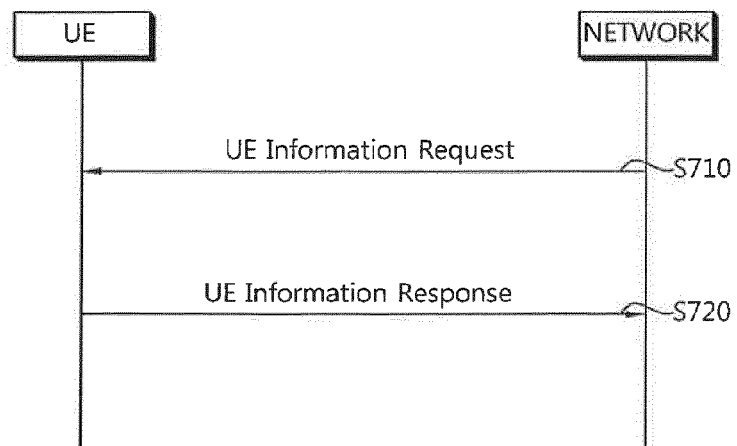 UE
NETWORK
UE Information Request
S710
UE Information Response
S720